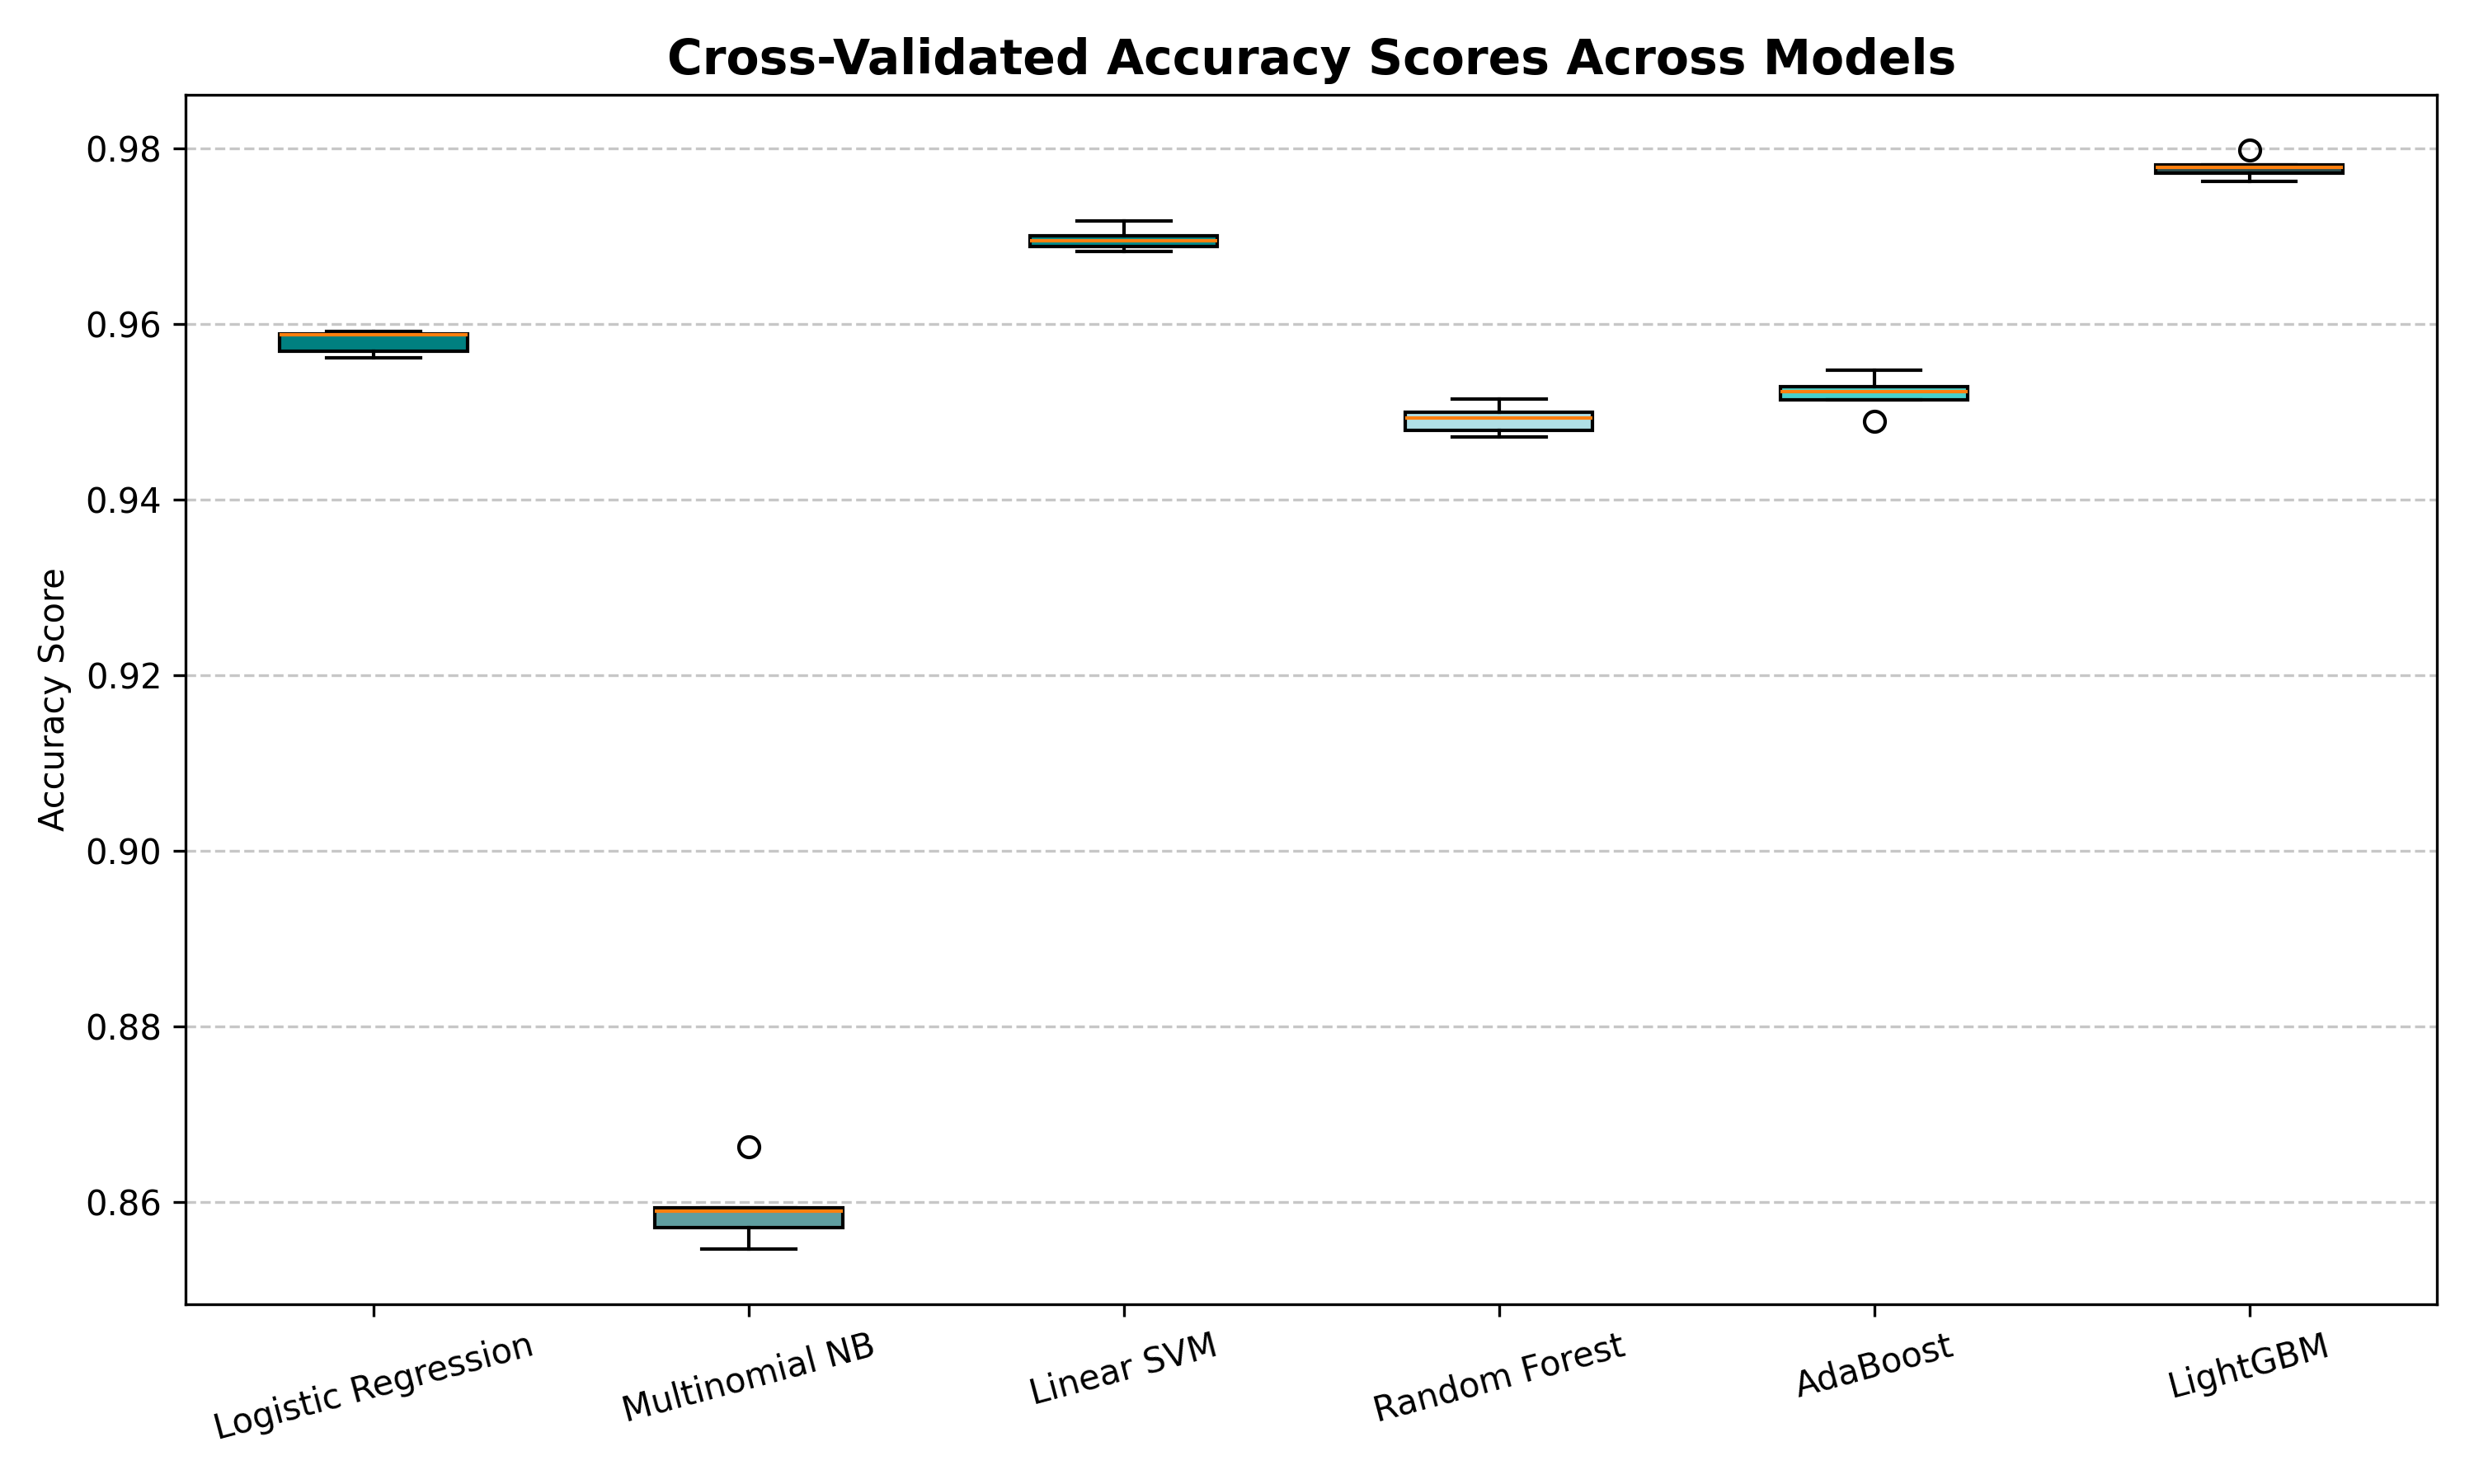 Cross-Validated Accuracy Scores Across Models
Accuracy Score
0.98
0.96
0.94
0.92
0.90
0.88
0.86
Logistic Regression
Multinomial NB
Linear SVM
Random Forest
AdaBoost
LightGBM